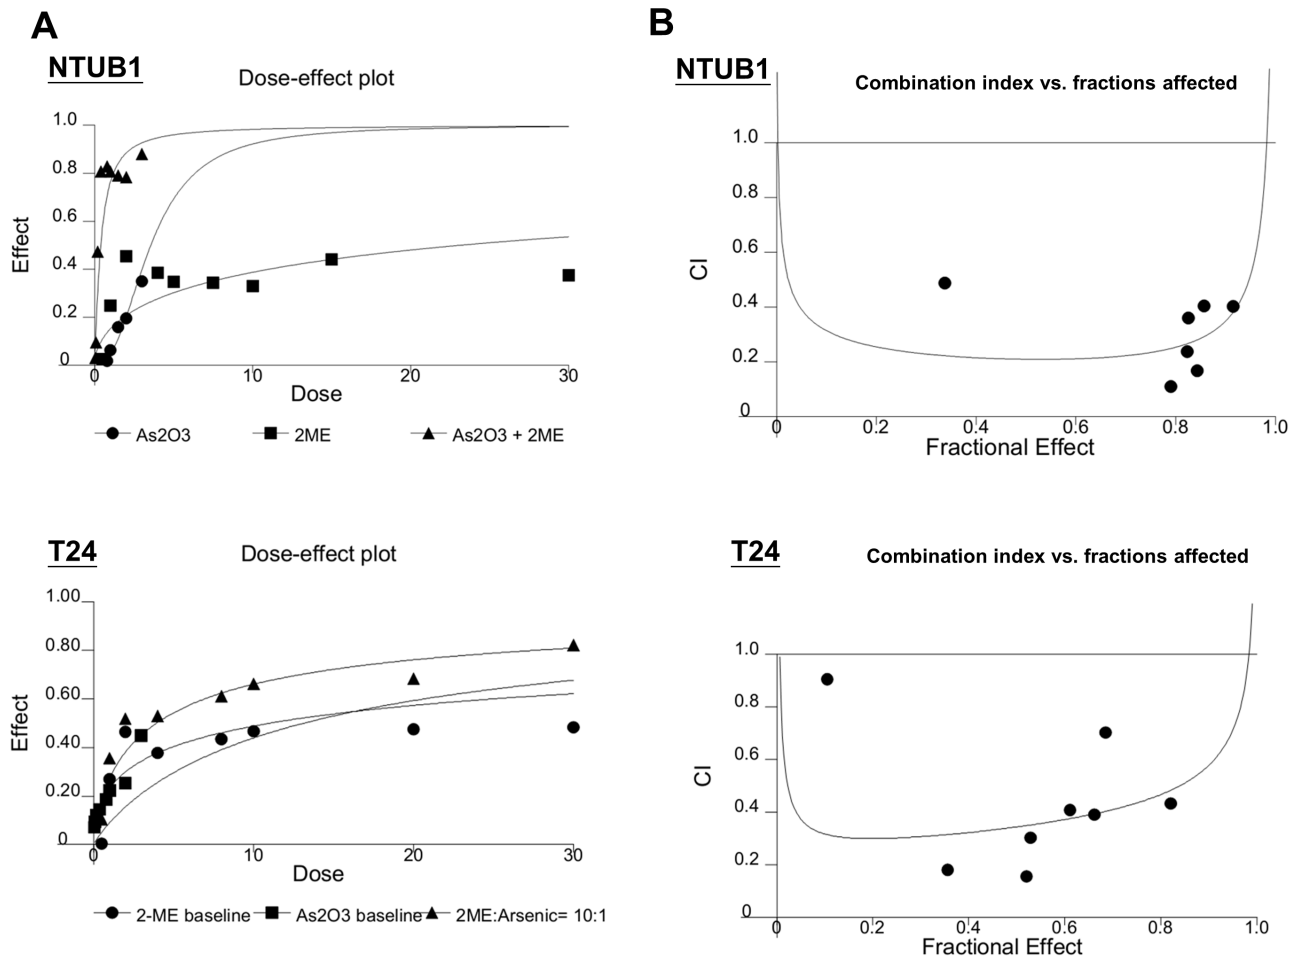 A
NTUB1
Dose-effect plot
1.0
0.8
0.6
0.4
0.2
0
Effect
0 10 20 30
Dose
As2O3 2ME As2O3 + 2ME
B
NTUB1
Combination index vs. fractions affected
1.0
0.8
0.6
0.4
0.2
0
CI
0 0.2 0.4 0.6 0.8 1.0
Fractional Effect
T24
Dose-effect plot
1.00
0.80
0.60
0.40
0.20
0
Effect
0 10 20 30
Dose
2-ME baseline As2O3 baseline 2ME:Arsenic= 10:1
T24
Combination index vs. fractions affected
1.0
0.8
0.6
0.4
0.2
0
CI
0 0.2 0.4 0.6 0.8 1.0
Fractional Effect